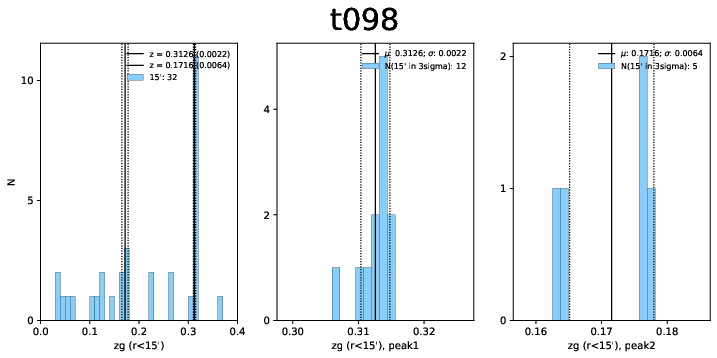 t098
z = 0.3126 (0.0022)
z = 0.1716 (0.0064)
15': 32
10
5
0
N
0.0 0.1 0.2 0.3 0.4
zg (r<15')
μ: 0.3126; σ: 0.0022
N(15' in 3sigma): 12
4
2
0
0.30 0.31 0.32
zg (r<15'), peak1
μ: 0.1716; σ: 0.0064
N(15' in 3sigma): 5
2
1
0
0.16 0.17 0.18
zg (r<15'), peak2